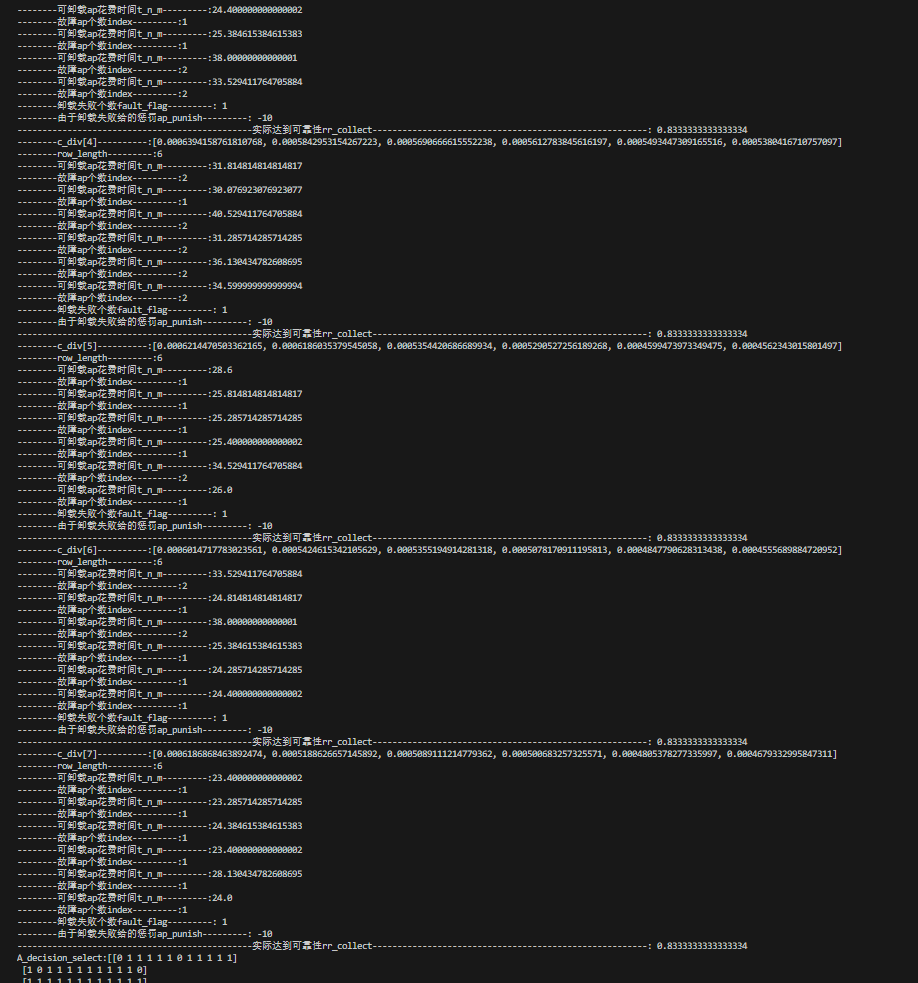 --------可卸载ap花费时间t_n_m---------:24.400000000000002
--------故障ap个数index---------:1
--------可卸载ap花费时间t_n_m---------:25.384615384615383
--------故障ap个数index---------:1
--------可卸载ap花费时间t_n_m---------:38.00000000000001
--------故障ap个数index---------:2
--------可卸载ap花费时间t_n_m---------:33.529411764705884
--------故障ap个数index---------:2
--------卸载失败个数fault_flag---------: 1
--------由于卸载失败给的惩罚ap_punish---------: -10
-----------------------------------------------实际达到可靠性rr_collect-------------------------------------------------------: 0.8333333333333334
--------c_div[4]----------:[0.0006394158761810768, 0.0005842953154267223, 0.0005690666615552238, 0.0005612783845616197, 0.0005493447309165516, 0.0005380416710757097]
--------row_length---------:6
--------可卸载ap花费时间t_n_m---------:31.814814814814817
--------故障ap个数index---------:2
--------可卸载ap花费时间t_n_m---------:30.076923076923077
--------故障ap个数index---------:1
--------可卸载ap花费时间t_n_m---------:40.529411764705884
--------故障ap个数index---------:2
--------可卸载ap花费时间t_n_m---------:31.285714285714285
--------故障ap个数index---------:2
--------可卸载ap花费时间t_n_m---------:36.130434782608695
--------故障ap个数index---------:2
--------可卸载ap花费时间t_n_m---------:34.599999999999994
--------故障ap个数index---------:2
--------卸载失败个数fault_flag---------: 1
--------由于卸载失败给的惩罚ap_punish---------: -10
-----------------------------------------------实际达到可靠性rr_collect-------------------------------------------------------: 0.8333333333333334
--------c_div[5]----------:[0.0006214470503362165, 0.0006186035379545058, 0.0005354420686689934, 0.0005290527256189268, 0.0004599473973349475, 0.0004562343015801497]
--------row_length---------:6
--------可卸载ap花费时间t_n_m---------:28.6
--------故障ap个数index---------:1
--------可卸载ap花费时间t_n_m---------:25.814814814814817
--------故障ap个数index---------:1
--------可卸载ap花费时间t_n_m---------:25.285714285714285
--------故障ap个数index---------:1
--------可卸载ap花费时间t_n_m---------:25.400000000000002
--------故障ap个数index---------:1
--------可卸载ap花费时间t_n_m---------:34.529411764705884
--------故障ap个数index---------:2
--------可卸载ap花费时间t_n_m---------:26.0
--------故障ap个数index---------:1
--------卸载失败个数fault_flag---------: 1
--------由于卸载失败给的惩罚ap_punish---------: -10
-----------------------------------------------实际达到可靠性rr_collect-------------------------------------------------------: 0.8333333333333334
--------c_div[6]----------:[0.0006014717783023561, 0.0005424615342105629, 0.0005355194914281318, 0.0005078170911195813, 0.0004847790628313438, 0.0004555689884720952]
--------row_length---------:6
--------可卸载ap花费时间t_n_m---------:33.529411764705884
--------故障ap个数index---------:2
--------可卸载ap花费时间t_n_m---------:24.814814814814817
--------故障ap个数index---------:1
--------可卸载ap花费时间t_n_m---------:38.00000000000001
--------故障ap个数index---------:2
--------可卸载ap花费时间t_n_m---------:25.384615384615383
--------故障ap个数index---------:1
--------可卸载ap花费时间t_n_m---------:24.285714285714285
--------故障ap个数index---------:1
--------可卸载ap花费时间t_n_m---------:24.400000000000002
--------故障ap个数index---------:1
--------卸载失败个数fault_flag---------: 1
--------由于卸载失败给的惩罚ap_punish---------: -10
-----------------------------------------------实际达到可靠性rr_collect-------------------------------------------------------: 0.8333333333333334
--------c_div[7]----------:[0.0006186868463892474, 0.0005188626657145892, 0.0005089111214779362, 0.000500683257325571, 0.0004805378277335997, 0.0004679332995847311]
--------row_length---------:6
--------可卸载ap花费时间t_n_m---------:23.400000000000002
--------故障ap个数index---------:1
--------可卸载ap花费时间t_n_m---------:23.285714285714285
--------故障ap个数index---------:1
--------可卸载ap花费时间t_n_m---------:24.384615384615383
--------故障ap个数index---------:1
--------可卸载ap花费时间t_n_m---------:23.400000000000002
--------故障ap个数index---------:1
--------可卸载ap花费时间t_n_m---------:28.130434782608695
--------故障ap个数index---------:1
--------可卸载ap花费时间t_n_m---------:24.0
--------故障ap个数index---------:1
--------卸载失败个数fault_flag---------: 1
--------由于卸载失败给的惩罚ap_punish---------: -10
-----------------------------------------------实际达到可靠性rr_collect-------------------------------------------------------: 0.8333333333333334
A_decision_select:[[0 1 1 1 1 1 0 1 1 1 1 1]
[1 0 1 1 1 1 1 1 1 1 1 0]
[1 1 1 1 1 1 1 1 1 1 1 1]